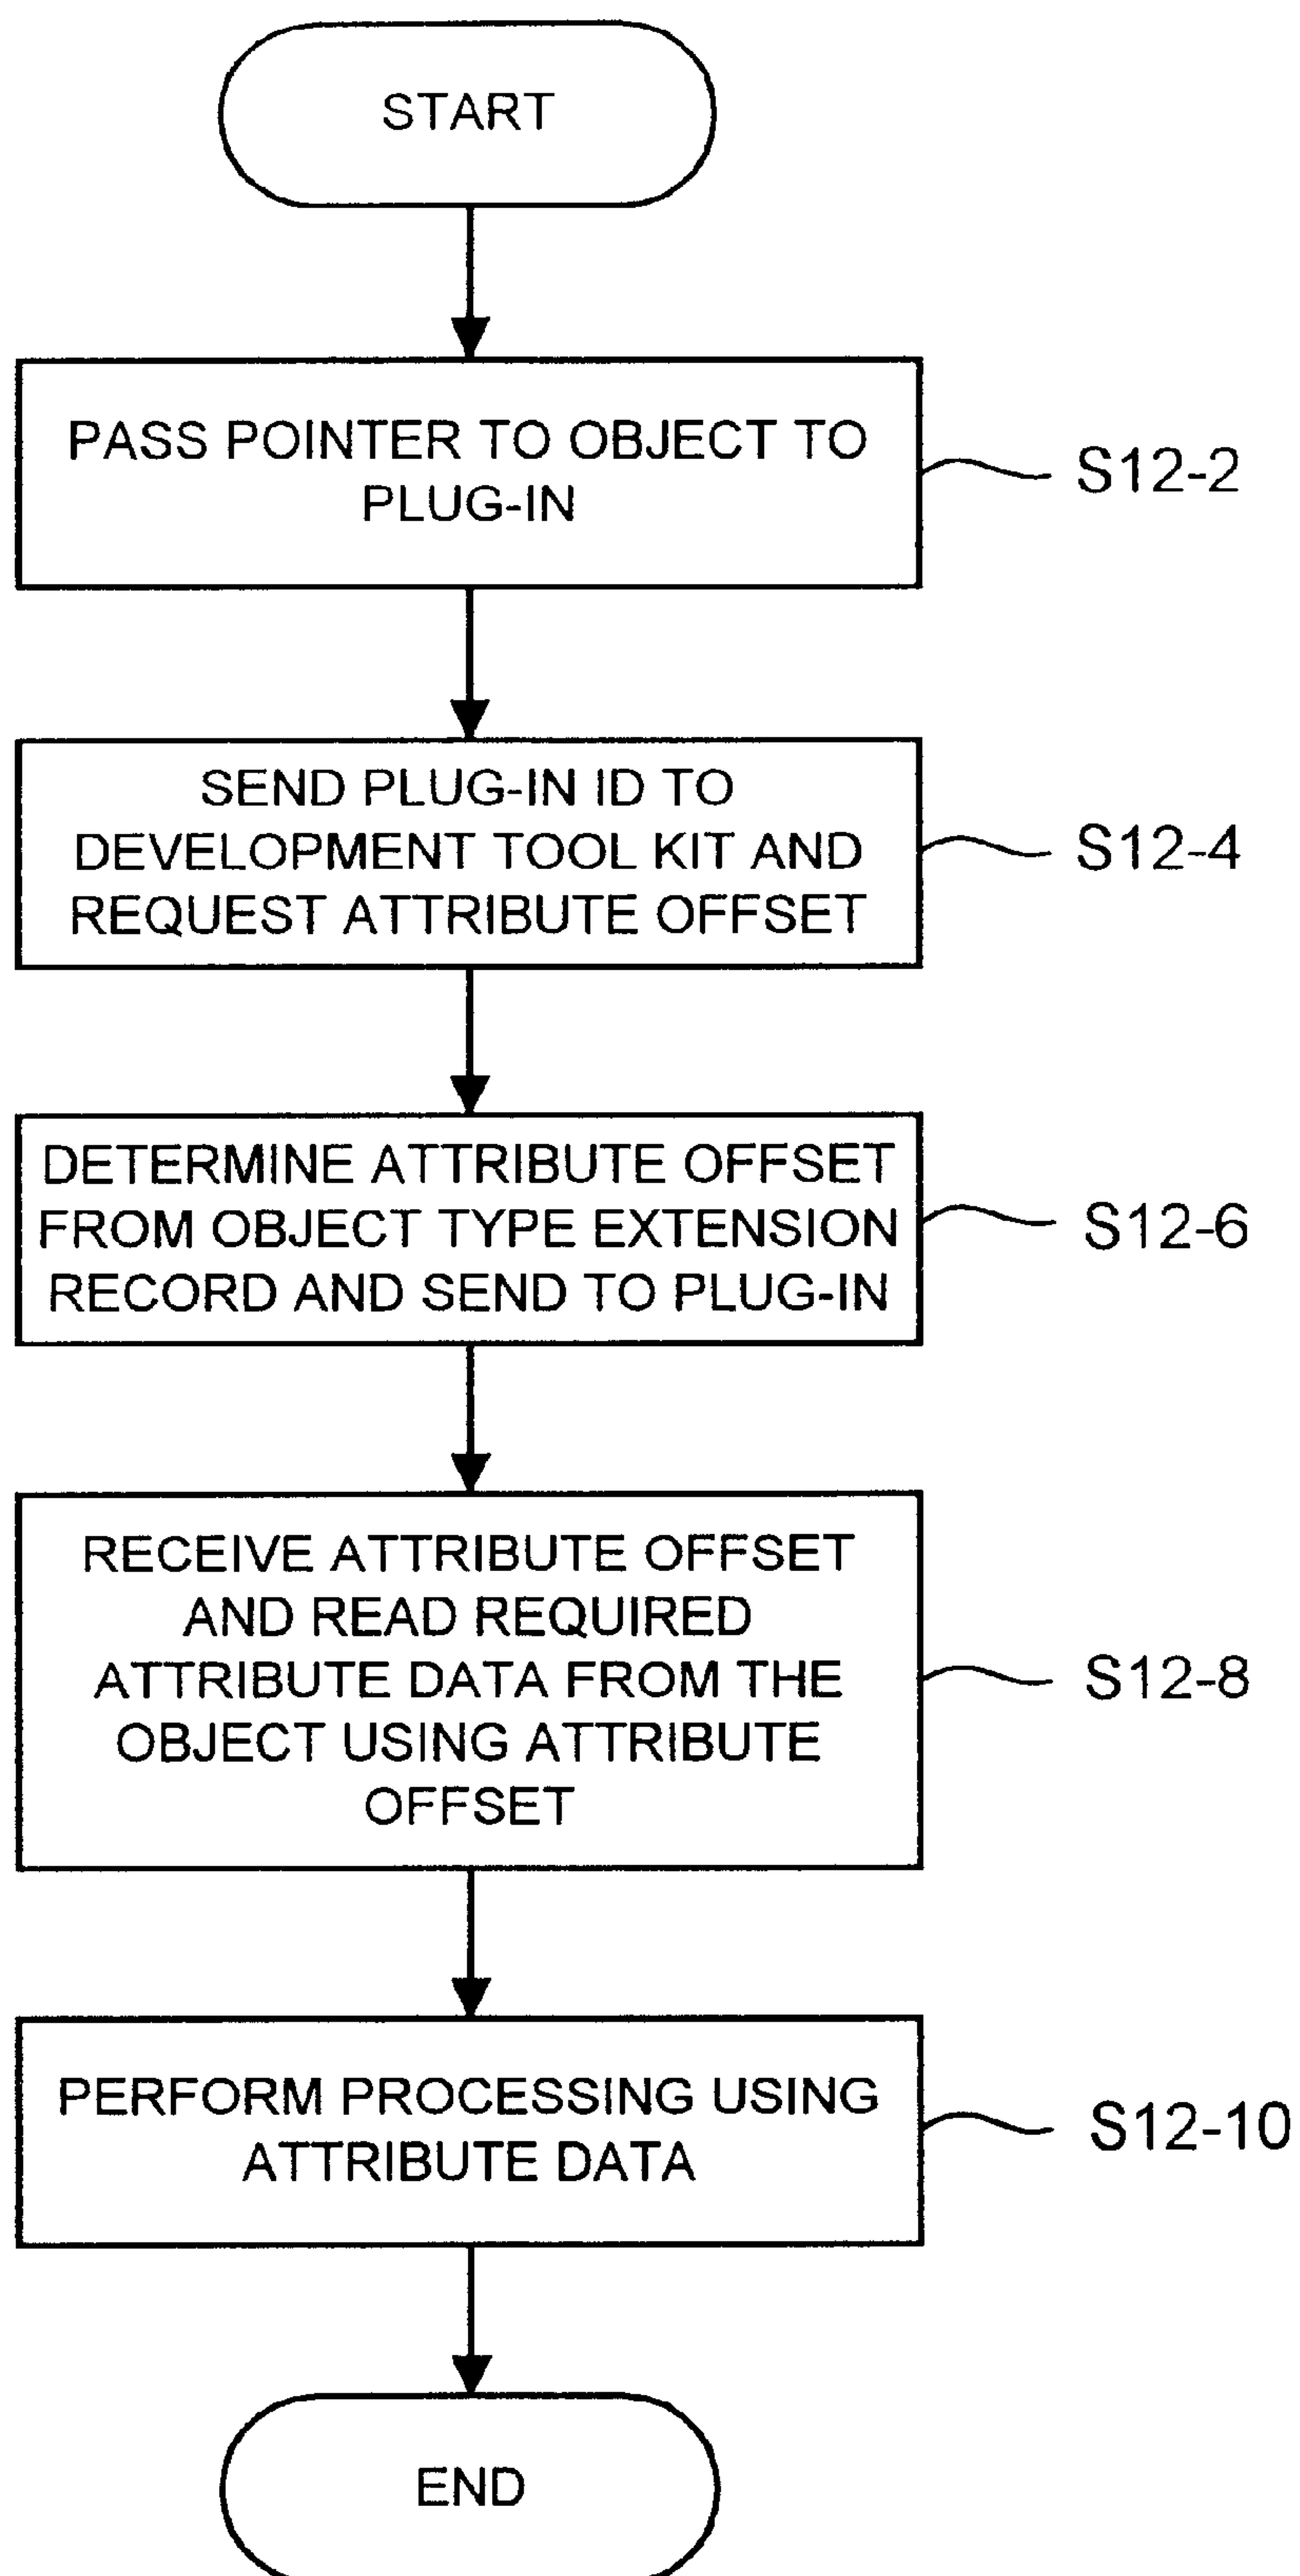 START
PASS POINTER TO OBJECT TO
PLUG-IN
S12-2
SEND PLUG-IN ID TO
DEVELOPMENT TOOL KIT AND
REQUEST ATTRIBUTE OFFSET
S12-4
DETERMINE ATTRIBUTE OFFSET
FROM OBJECT TYPE EXTENSION
RECORD AND SEND TO PLUG-IN
S12-6
RECEIVE ATTRIBUTE OFFSET
AND READ REQUIRED
ATTRIBUTE DATA FROM THE
OBJECT USING ATTRIBUTE
OFFSET
S12-8
PERFORM PROCESSING USING
ATTRIBUTE DATA
S12-10
END